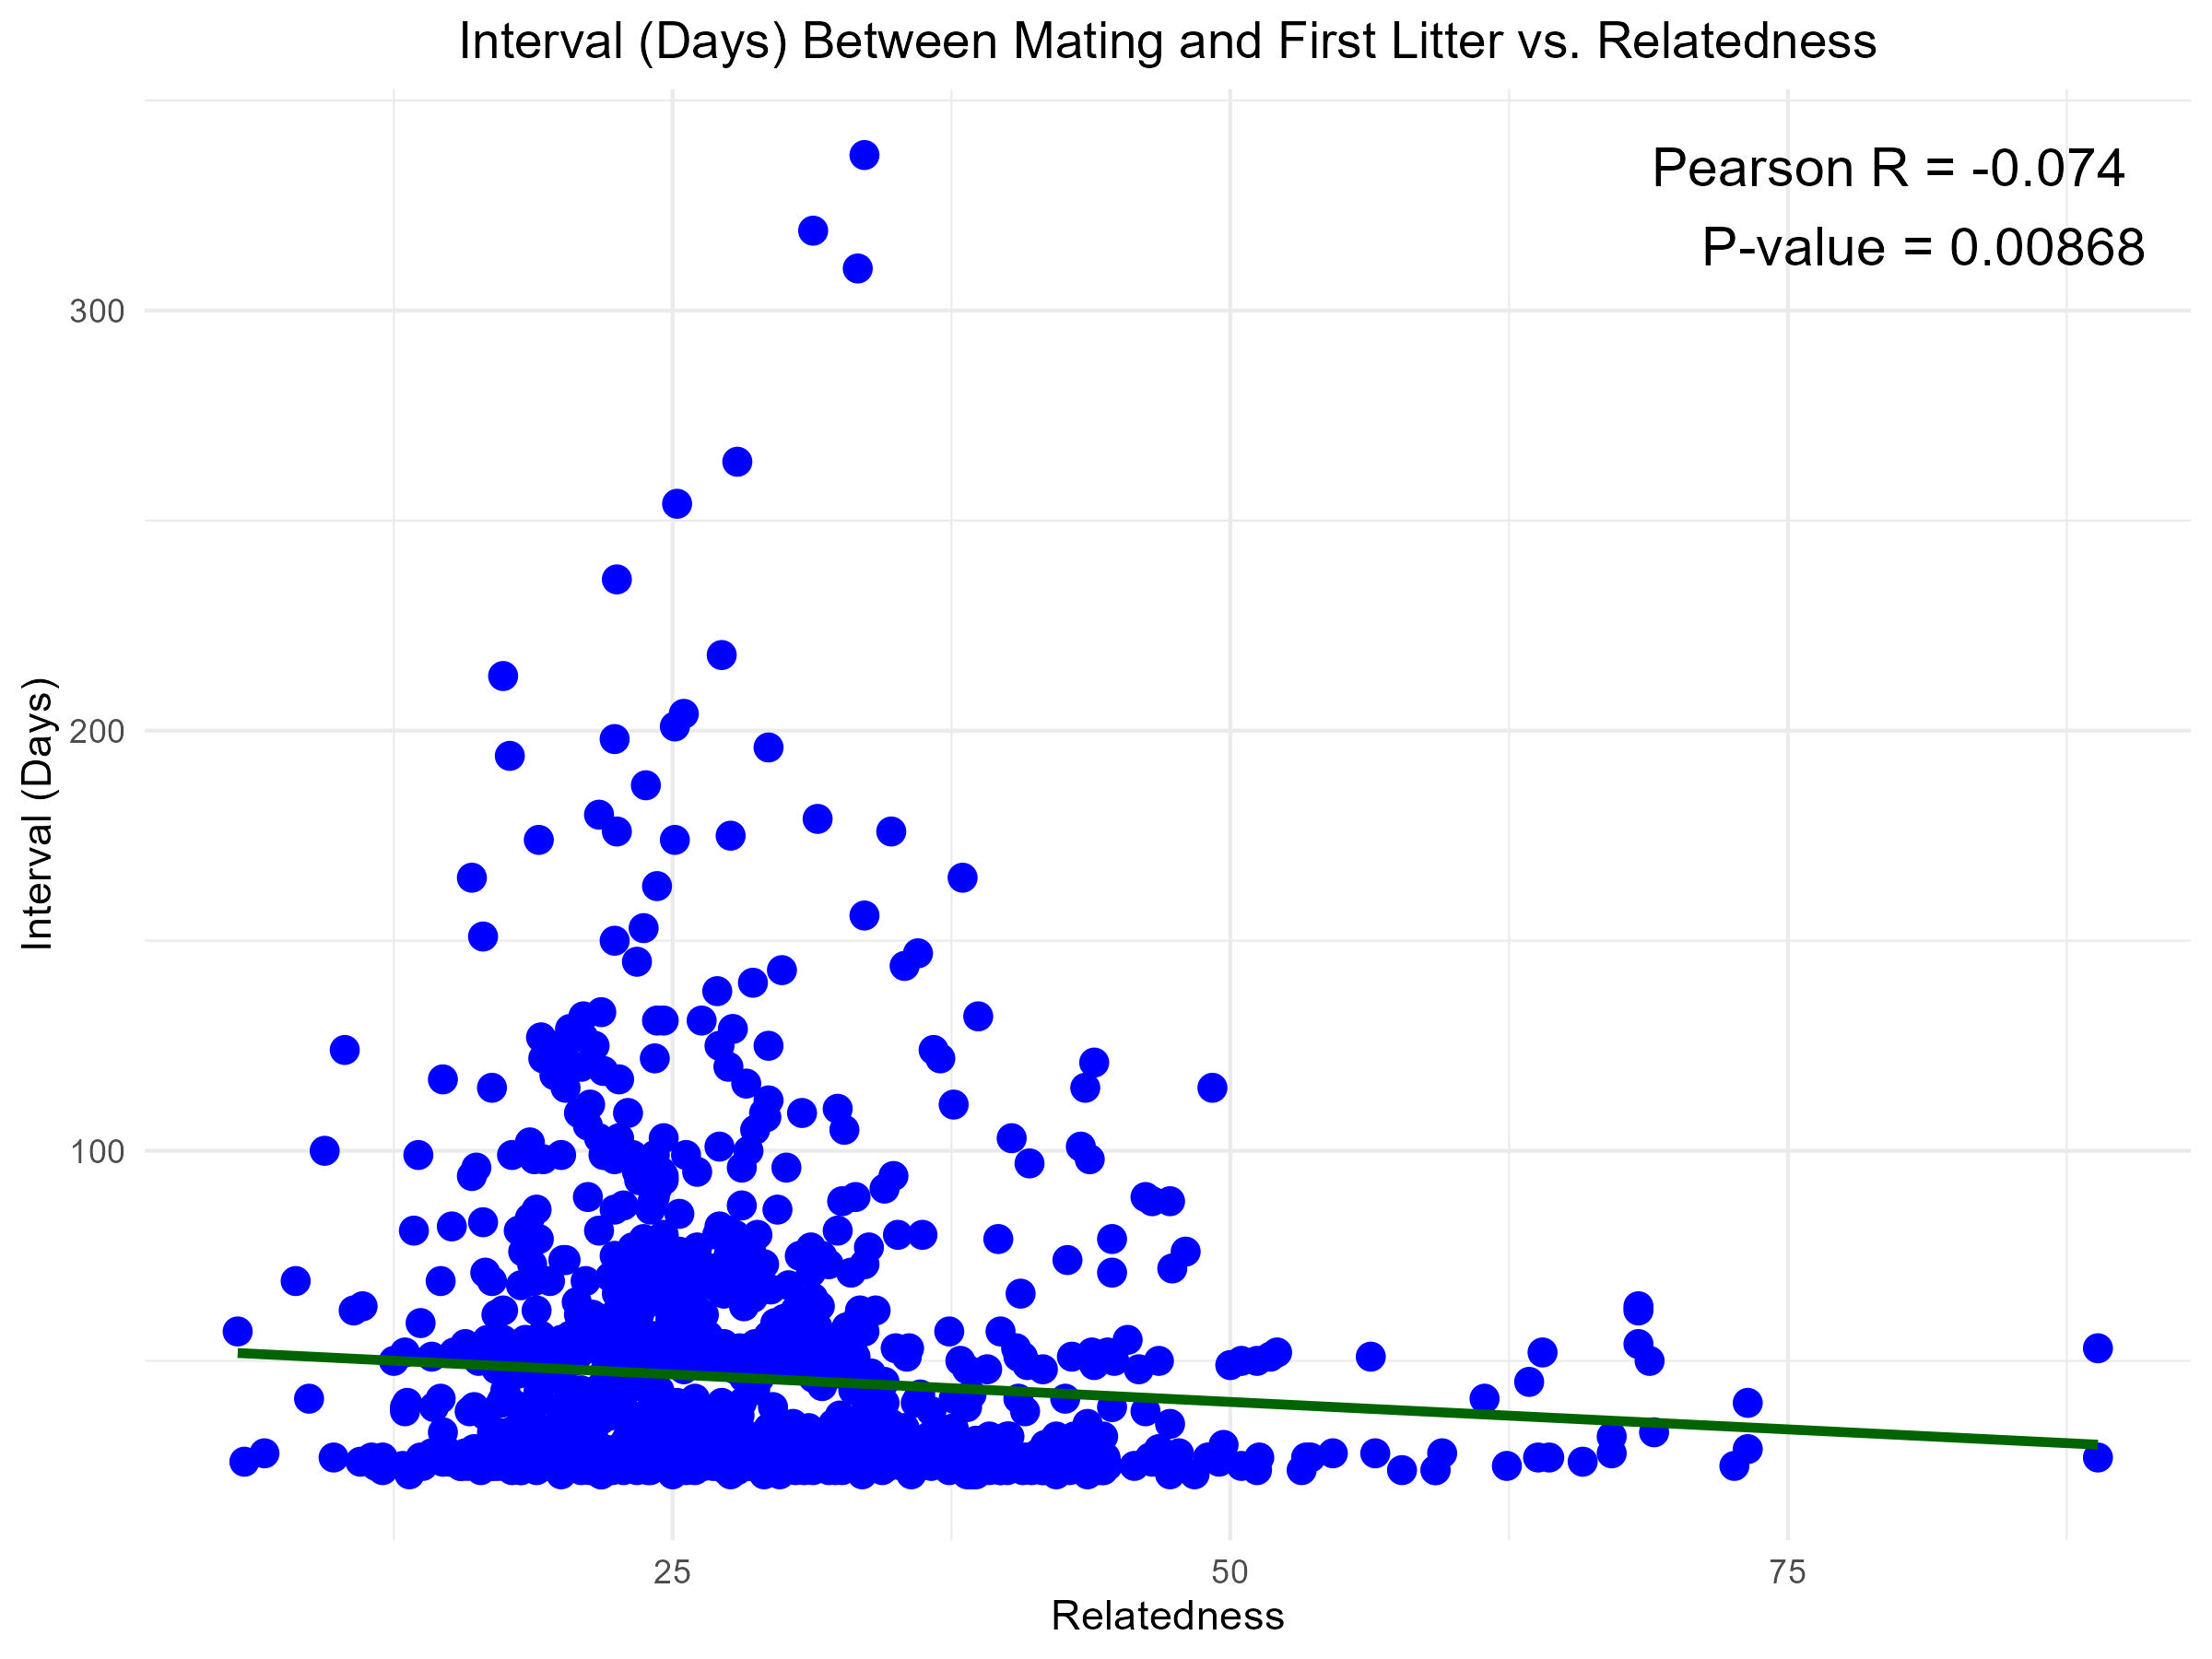 Interval (Days) Between Mating and First Litter vs. Relatedness
Pearson R = -0.074
P-value = 0.00868
300
200
100
Interval (Days)
25
50
75
Relatedness